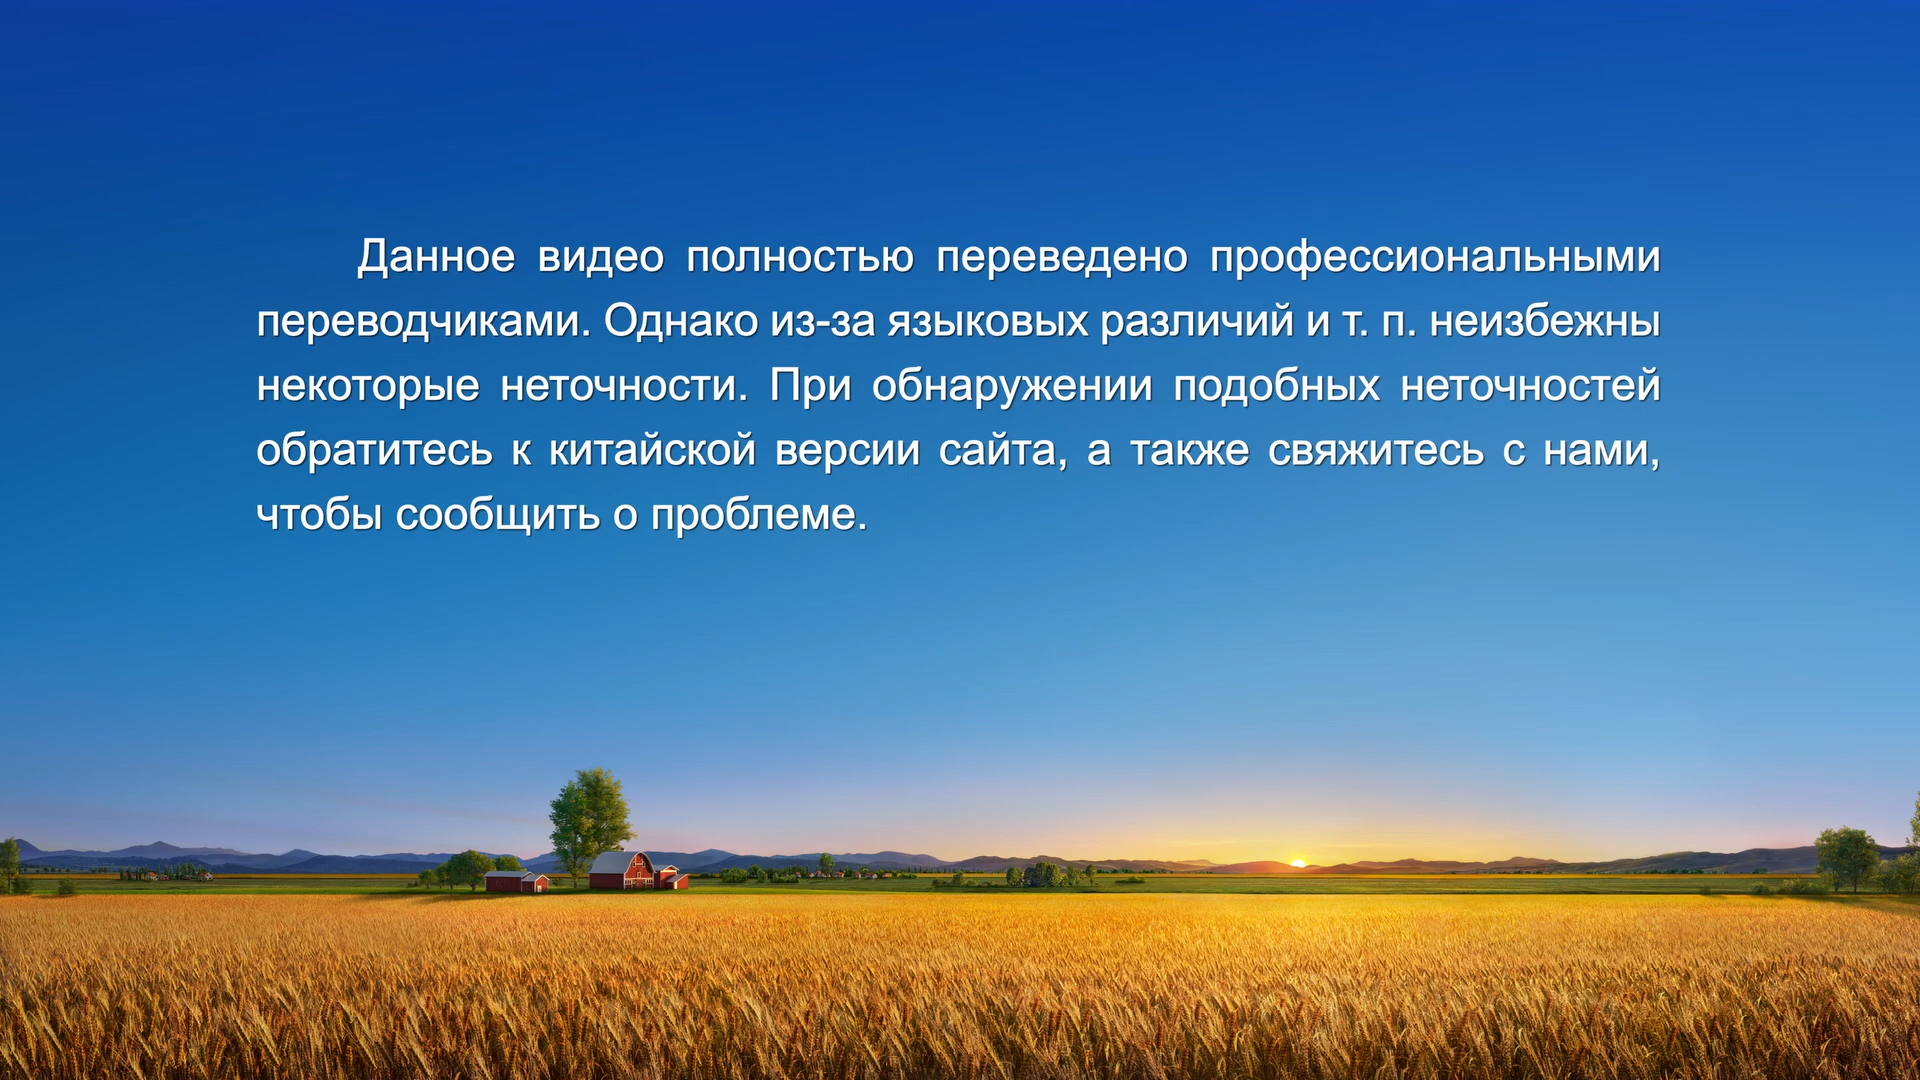 Данное видео полностью переведено профессиональными
переводчиками. Однако из-за языковых различий и т. п. неизбежны
некоторые неточности. При обнаружении подобных неточностей
обратитесь к китайской версии сайта, а также свяжитесь с нами,
чтобы сообщить о проблеме.